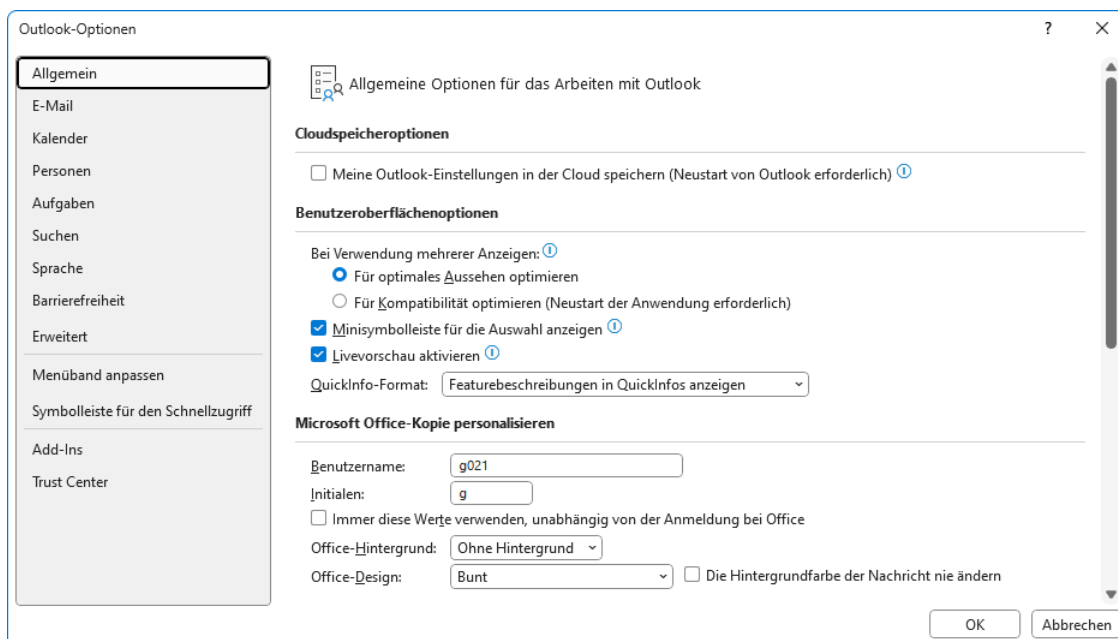 Outlook-Optionen
?
Allgemein
E-Mail
Kalender
Personen
Aufgaben
Suchen
Sprache
Barrierefreiheit
Erweitert
Menüband anpassen
Symbolleiste für den Schnellzugriff
Add-Ins
Trust Center
Allgemeine Optionen für das Arbeiten mit Outlook
Cloudspeicheroptionen
Meine Outlook-Einstellungen in der Cloud speichern (Neustart von Outlook erforderlich)
Benutzeroberflächenoptionen
Bei Verwendung mehrerer Anzeigen:
Für optimales Aussehen optimieren
Für Kompatibilität optimieren (Neustart der Anwendung erforderlich)
Minisymbolleiste für die Auswahl anzeigen
Livevorschau aktivieren
QuickInfo-Format: Featurebeschreibungen in QuickInfos anzeigen
Microsoft Office-Kopie personalisieren
Benutzername: g021
Initialen: g
Immer diese Werte verwenden, unabhängig von der Anmeldung bei Office
Office-Hintergrund: Ohne Hintergrund
Office-Design: Bunt Die Hintergrundfarbe der Nachricht nie ändern
OK Abbrechen